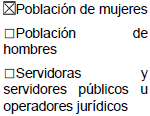 ☒Población de mujeres
☐Población de
hombres
☐Servidoras y
servidores públicos u
operadores jurídicos